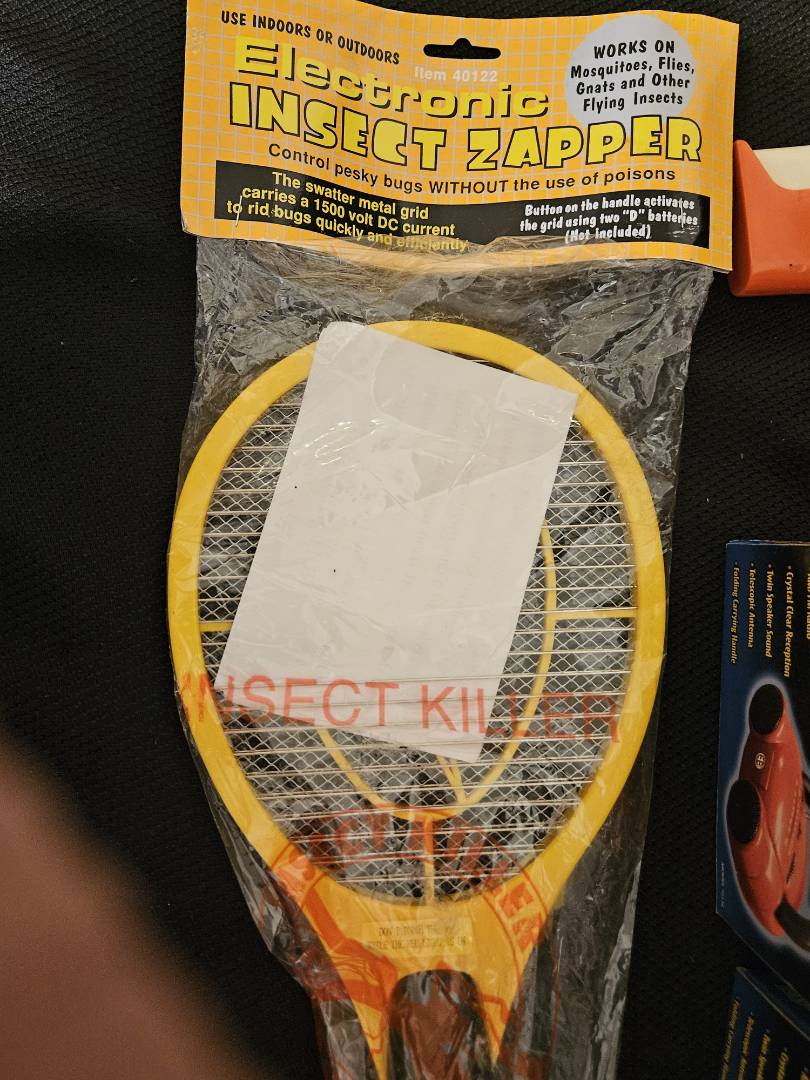 USE INDOORS OR OUTDOORS
Item 40122
Electronic
INSECT ZAPPER
WORKS ON
Mosquitoes, Flies,
Gnats and Other
Flying Insects
Control pesky bugs WITHOUT the use of poisons
The swatter metal grid
carries a 1500 volt DC current
to rid bugs quickly and efficiently
Button on the handle activates
the grid using two "D" batteries
(Not Included)
INSECT KILLER
• Crystal Clear Reception
• Twin Speaker Sound
• Telescopic Antenna
• Folding Carrying Handle